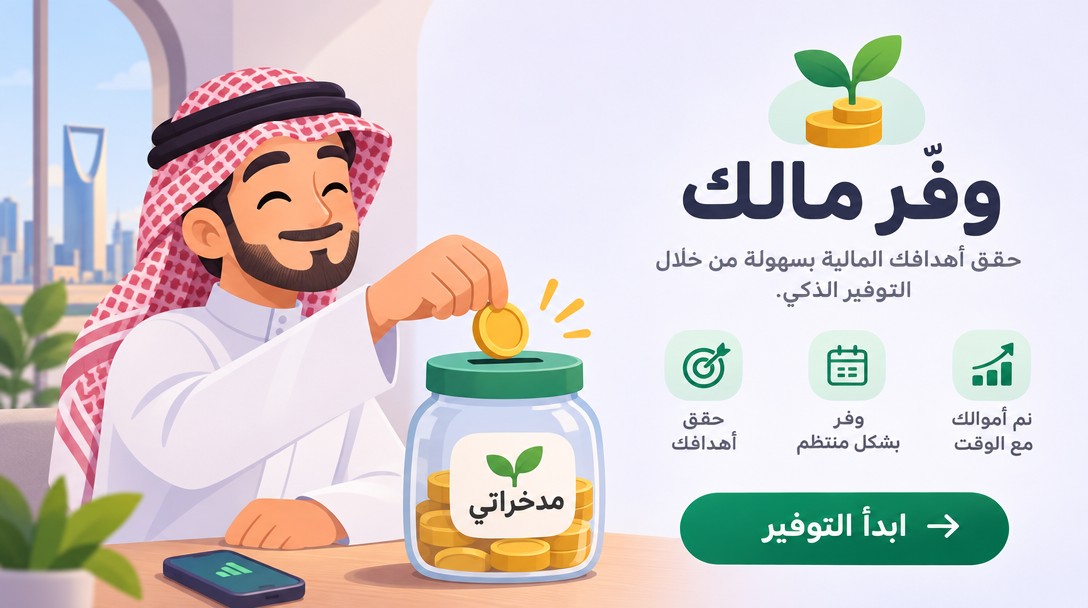 وفّر مالك
حقق أهدافك المالية بسهولة من خلال
التوفير الذكي.
نم أموالك
مع الوقت
وفر
بشكل منتظم
حقق
أهدافك
ابدأ التوفير
مدخراتي